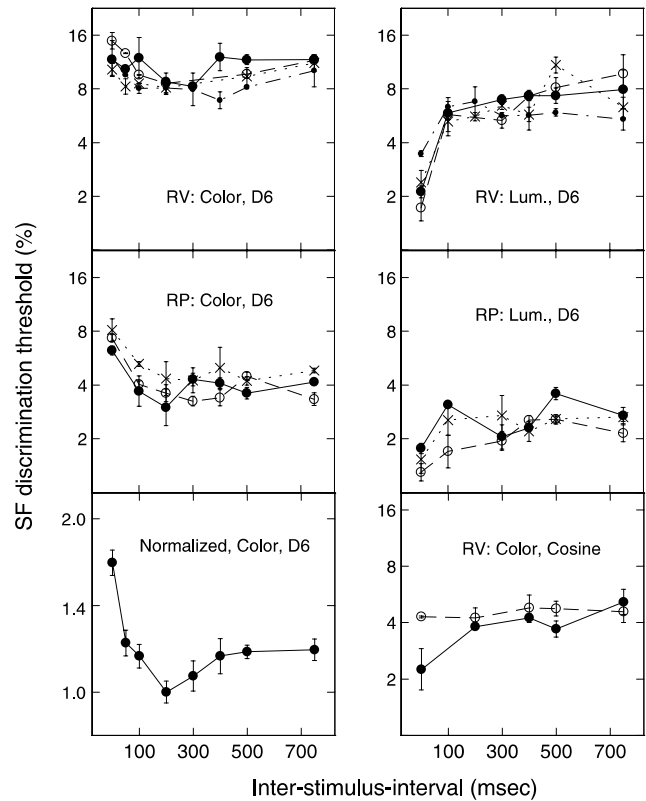 16
8
4
2
RV: Color, D6
16
8
4
2
RV: Lum., D6
16
8
4
2
RP: Color, D6
16
8
4
2
RP: Lum., D6
2.0
1.4
1.0
Normalized, Color, D6
16
8
4
2
RV: Color, Cosine
100 300 500 700
100 300 500 700
SF discrimination threshold (%)
Inter-stimulus-interval (msec)